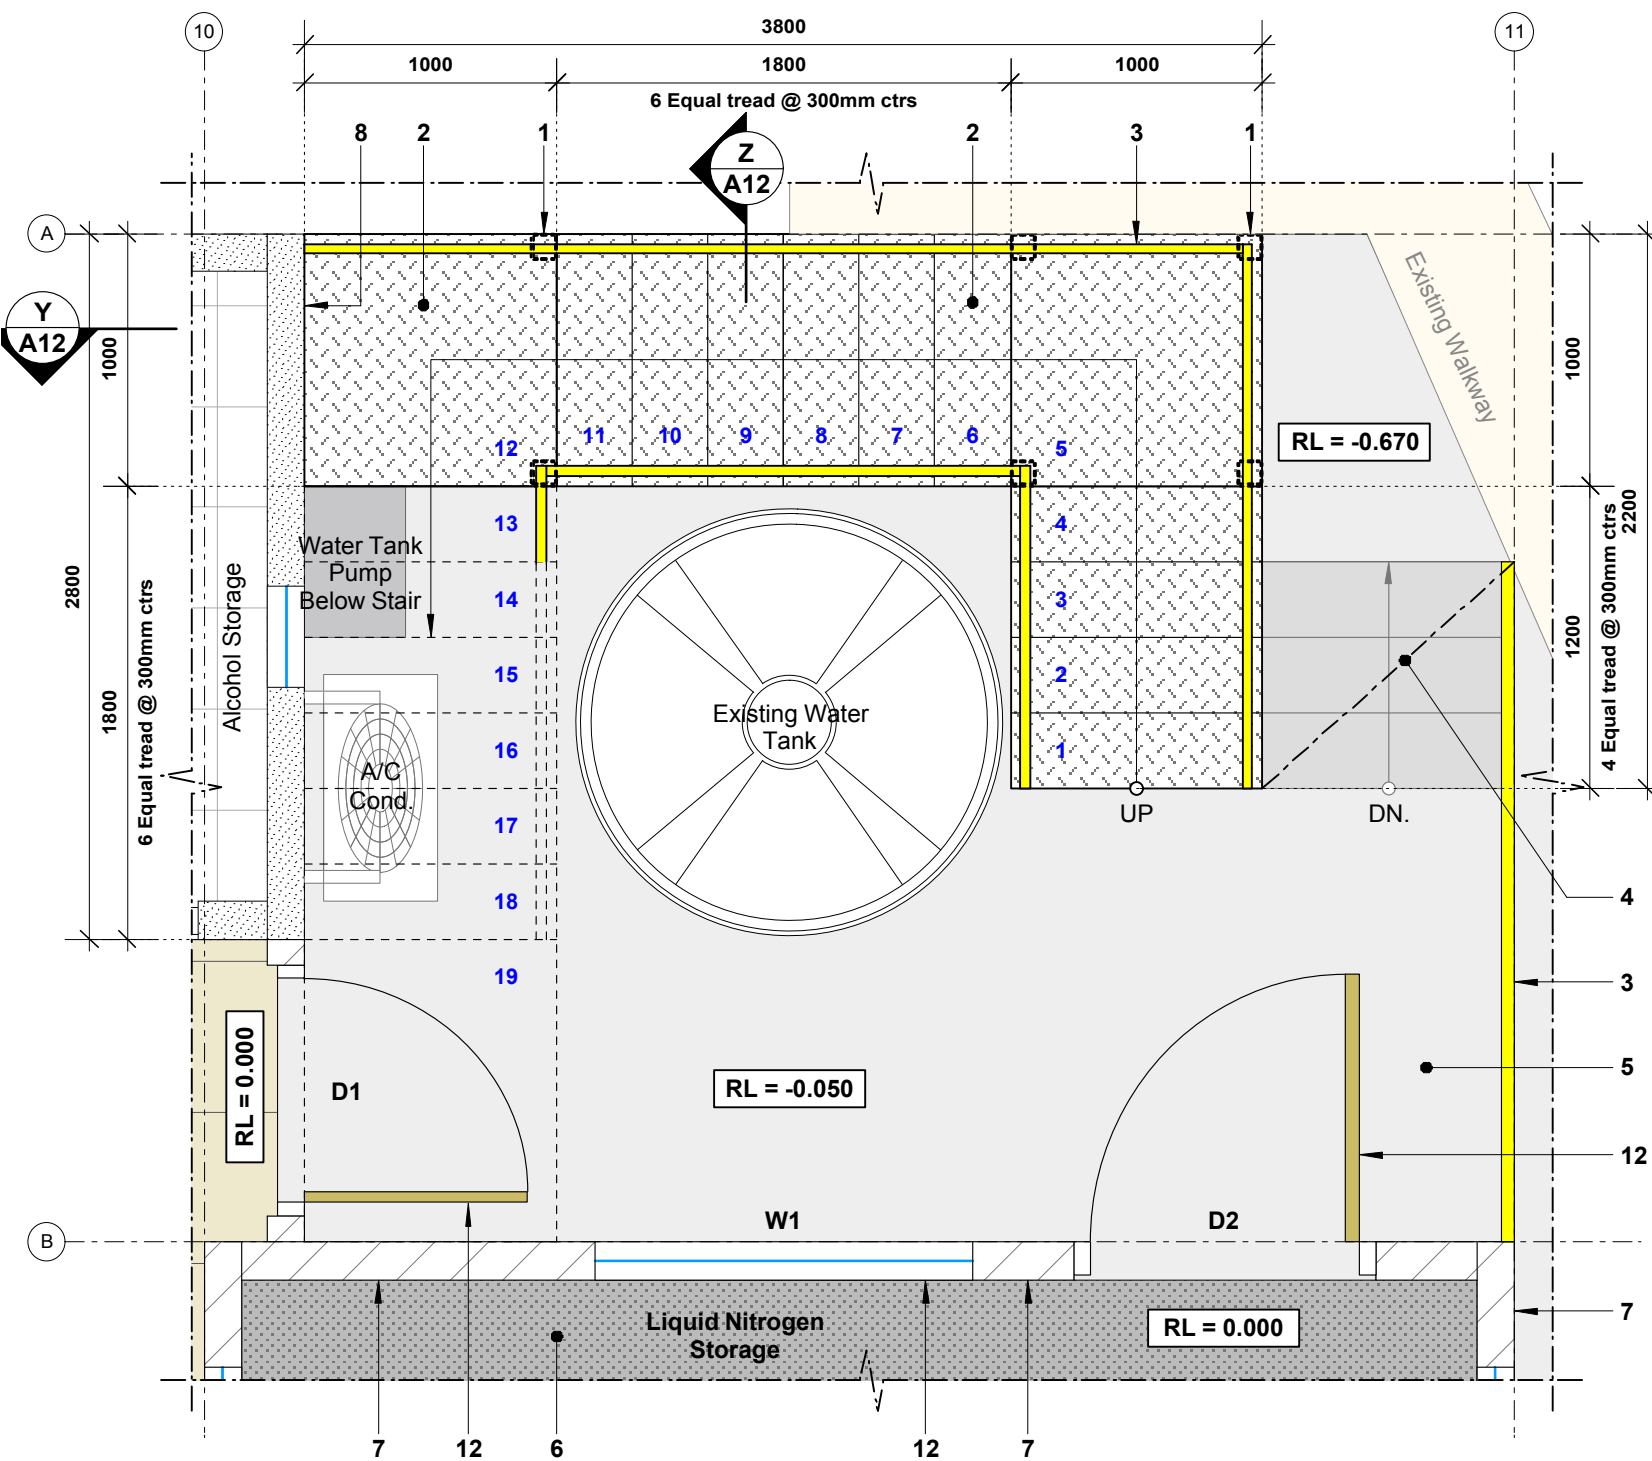 10
3800
11
1000
1800
1000
6 Equal tread @ 300mm ctrs
8
2
1
Z
A12
2
3
1
A
Y
A12
1000
2800
1800
6 Equal tread @ 300mm ctrs
Existing Walkway
RL = -0.670
1000
2200
1200
4 Equal tread @ 300mm ctrs
12
11
10
9
8
7
6
5
13
14
15
16
17
18
19
4
3
2
1
Water Tank
Pump
Below Stair
Alcohol Storage
A/C
Cond.
Existing Water
Tank
UP
DN.
4
3
5
12
7
RL = 0.000
D1
RL = -0.050
W1
D2
B
Liquid Nitrogen
Storage
RL = 0.000
7
12
6
12
7